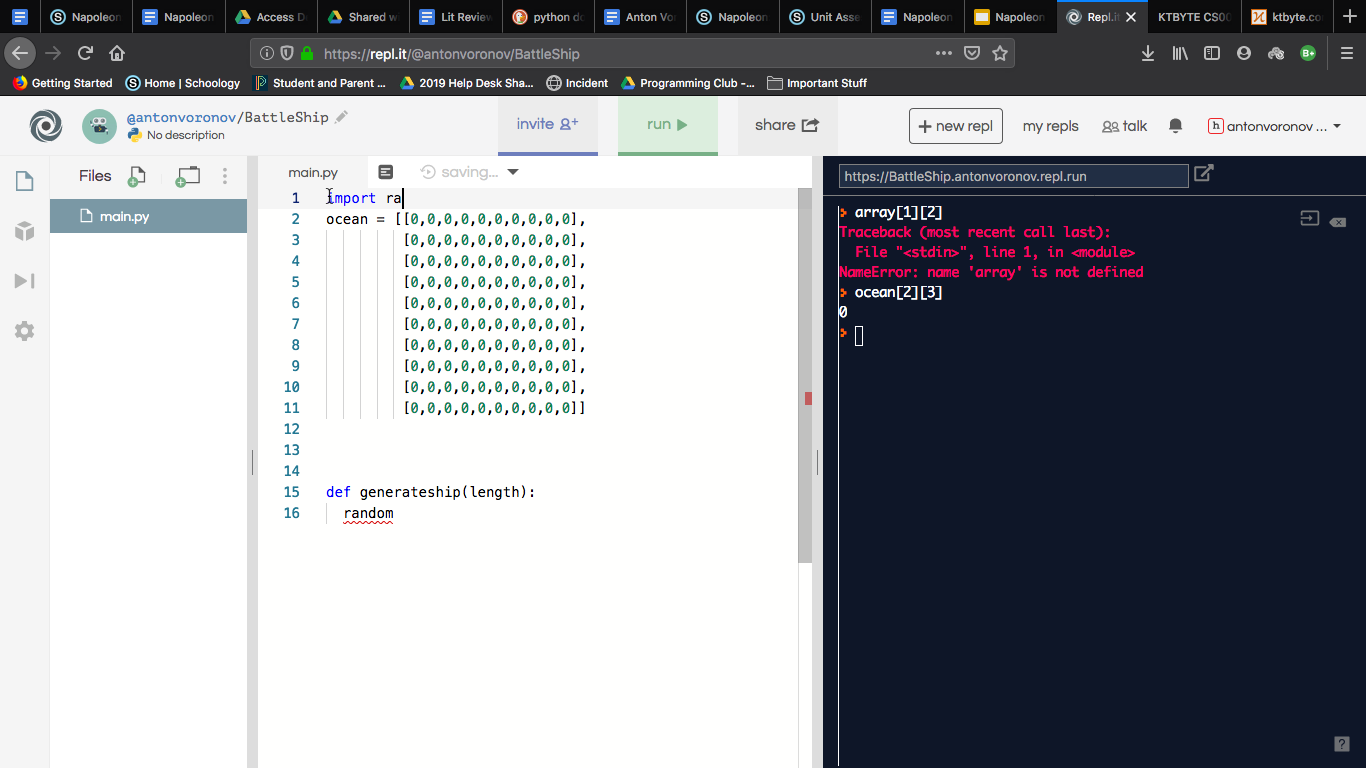 Napoleon
Napoleon
Access D
Shared w
Lit Review
python do
Anton Vo
Napoleon
Unit Asse
Napoleon
Napoleon
Repl.it
KTBYTE CS00
ktbyte.co
https://repl.it/@antonvoronov/BattleShip
Getting Started
Home | Schoology
Student and Parent ...
2019 Help Desk Sha...
Incident
Programming Club -...
Important Stuff
@antonvoronov/BattleShip
No description
invite
run
share
+ new repl
my repls
talk
antonvoronov ...
Files
main.py
main.py
saving...
1 import ra
2 ocean = [[0,0,0,0,0,0,0,0,0,0],
3 [0,0,0,0,0,0,0,0,0,0],
4 [0,0,0,0,0,0,0,0,0,0],
5 [0,0,0,0,0,0,0,0,0,0],
6 [0,0,0,0,0,0,0,0,0,0],
7 [0,0,0,0,0,0,0,0,0,0],
8 [0,0,0,0,0,0,0,0,0,0],
9 [0,0,0,0,0,0,0,0,0,0],
10 [0,0,0,0,0,0,0,0,0,0],
11 [0,0,0,0,0,0,0,0,0,0]]
12
13
14
15 def generateship(length):
16 random
https://BattleShip.antonvoronov.repl.run
array[1][2]
Traceback (most recent call last):
File "<stdin>", line 1, in <module>
NameError: name 'array' is not defined
ocean[2][3]
0